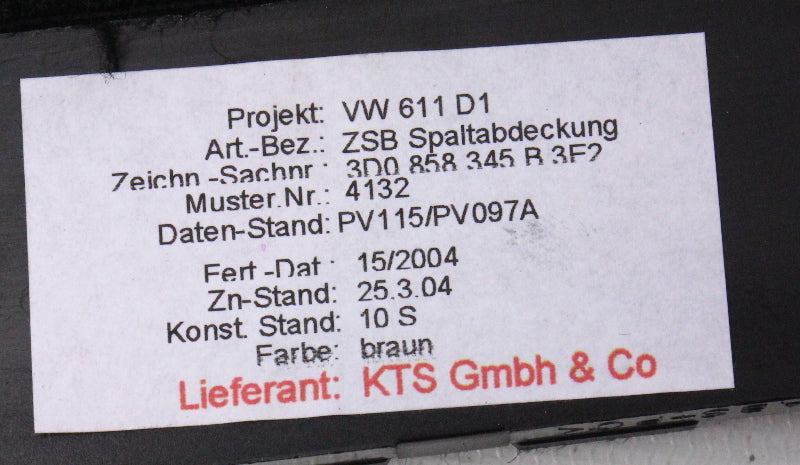 Projekt: VW 611 D1
Art.-Bez.: ZSB Spaltabdeckung
Zeichn.-Sachnr.: 3D0 858 345 B 3E2
Muster.Nr.: 4132
Daten-Stand: PV115/PV097A
Fert.-Dat.: 15/2004
Zn-Stand: 25.3.04
Konst. Stand: 10 S
Farbe: braun
Lieferant: KTS Gmbh & Co